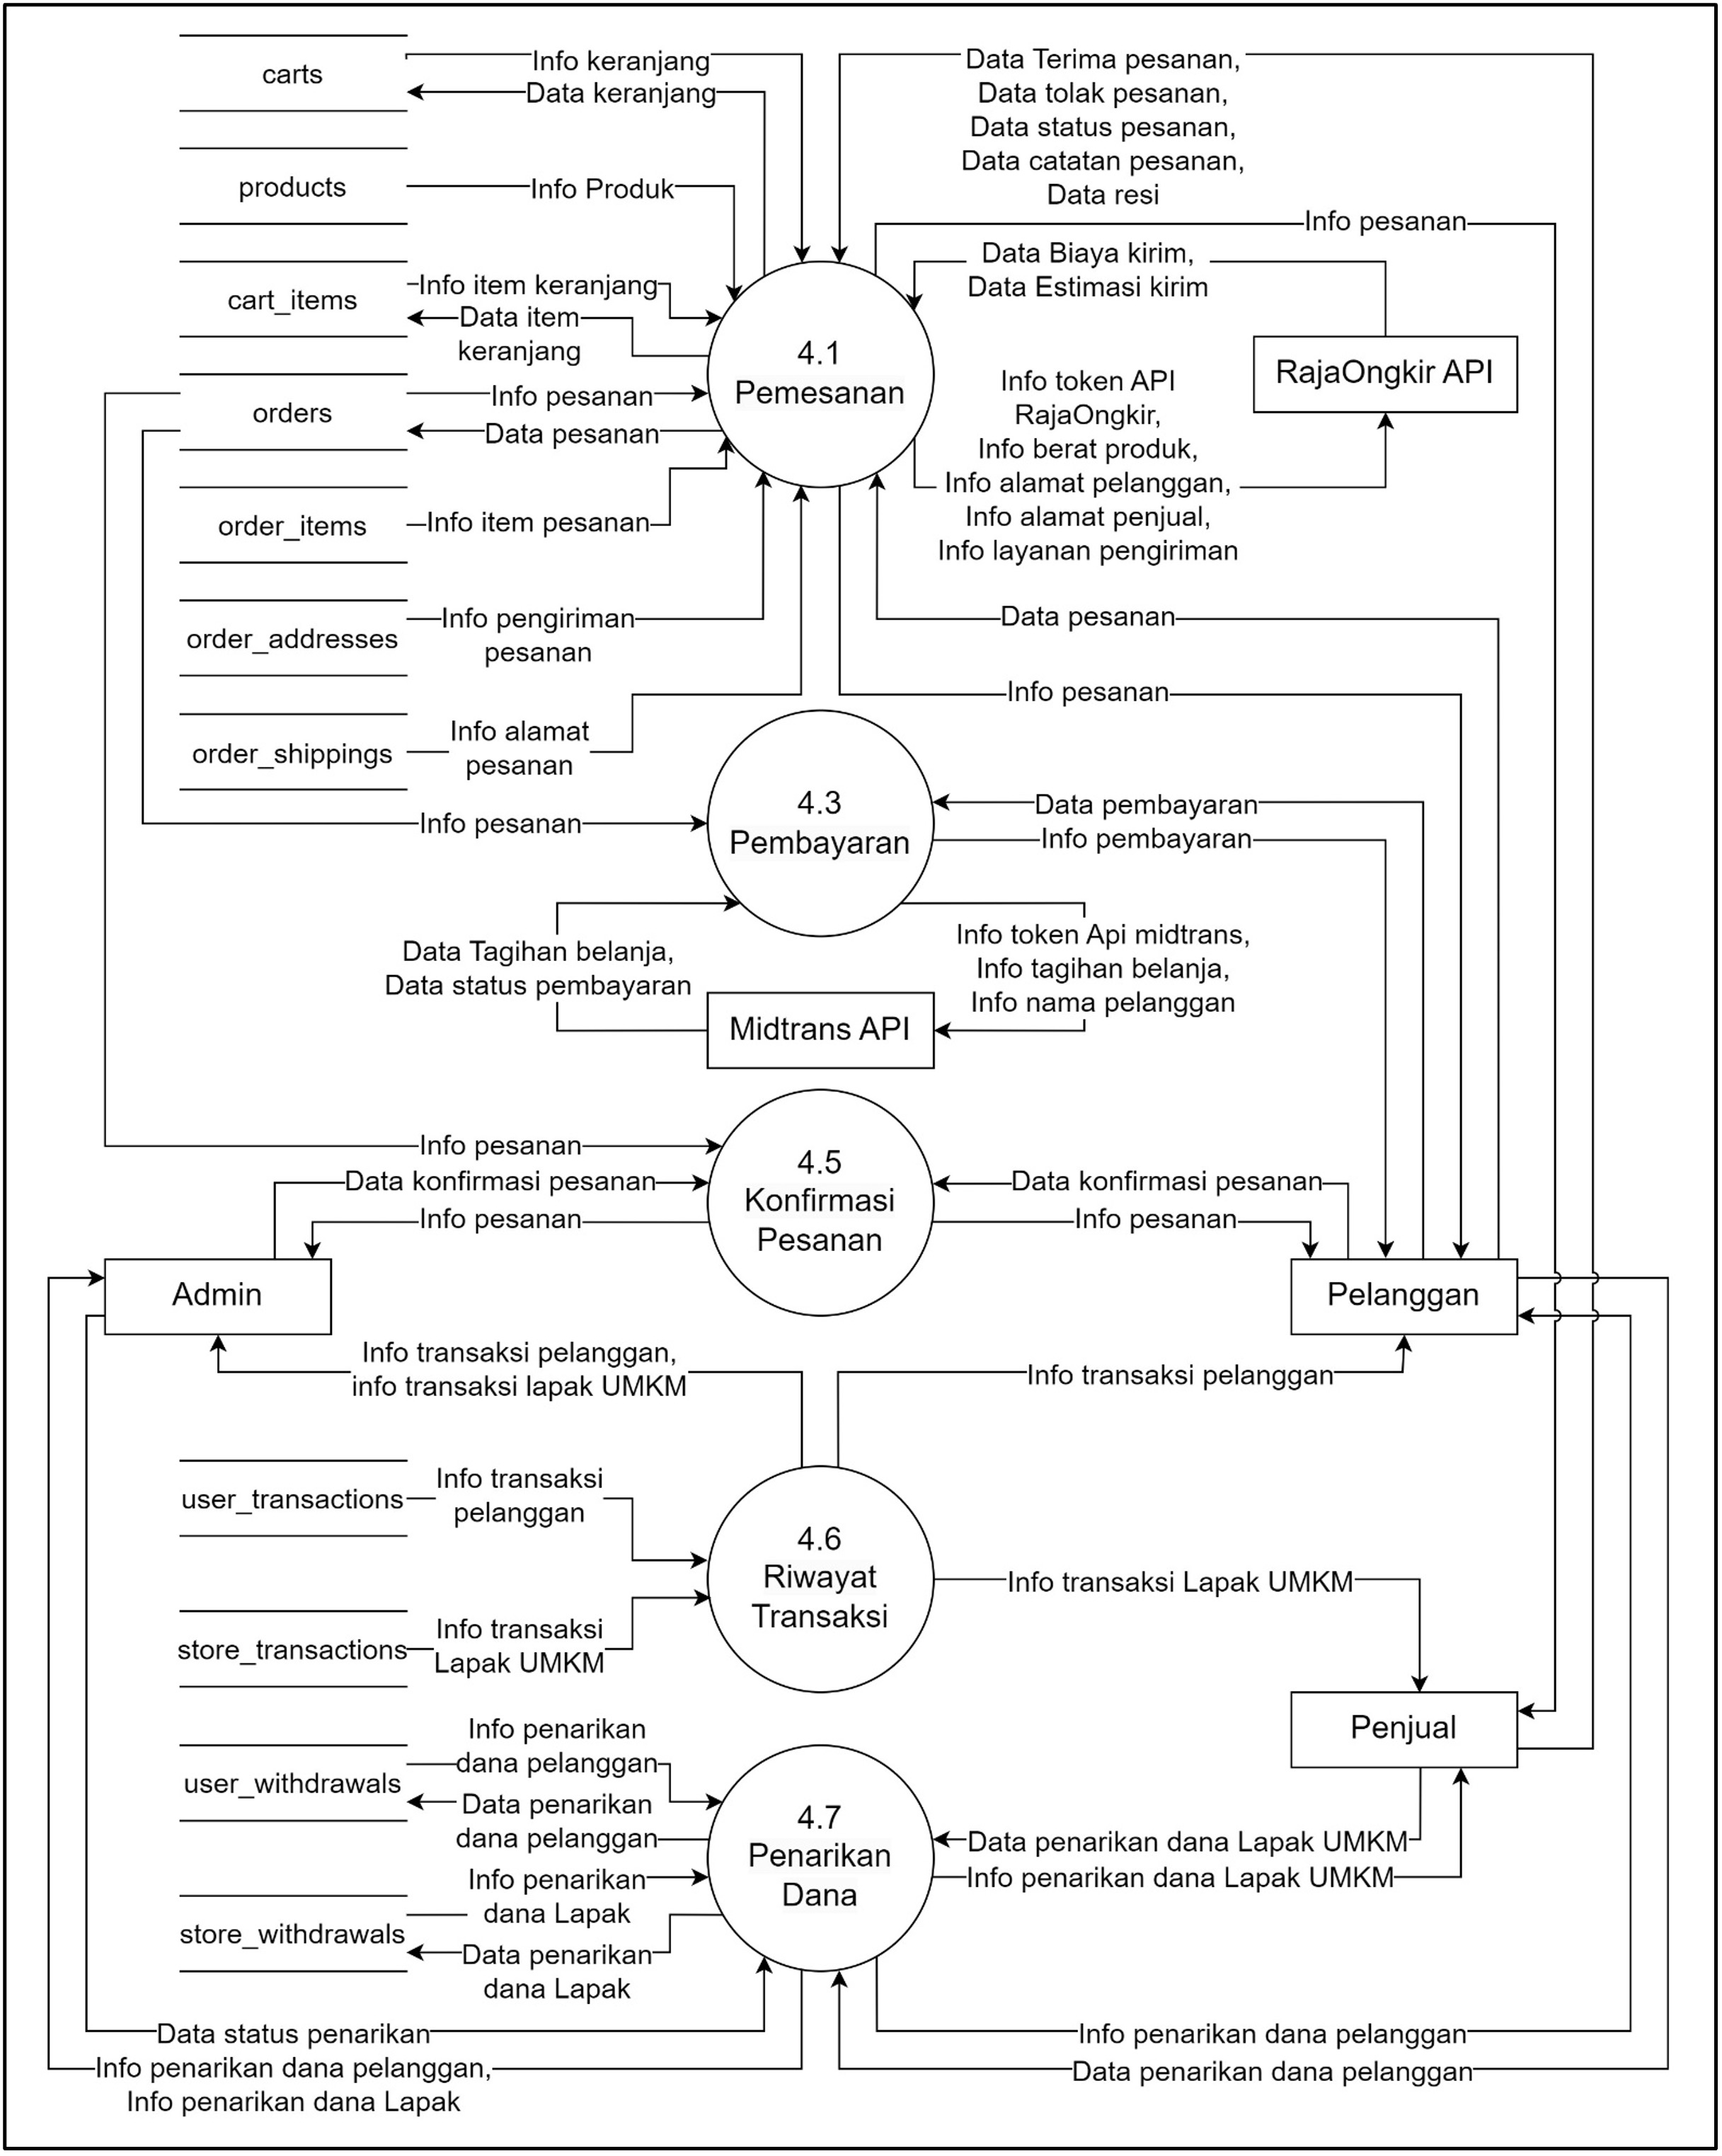 carts
Info keranjang
Data keranjang
Data Terima pesanan,
Data tolak pesanan,
Data status pesanan,
Data catatan pesanan,
Data resi
products
Info Produk
Info pesanan
Data Biaya kirim,
Data Estimasi kirim
cart_items
Info item keranjang
Data item
keranjang
4.1
Pemesanan
RajaOngkir API
orders
Info pesanan
Data pesanan
Info token API
RajaOngkir,
Info berat produk,
Info alamat pelanggan,
Info alamat penjual,
Info layanan pengiriman
order_items
Info item pesanan
order_addresses
Info pengiriman
pesanan
Data pesanan
Info pesanan
order_shippings
Info alamat
pesanan
Info pesanan
4.3
Pembayaran
Data pembayaran
Info pembayaran
Data Tagihan belanja,
Data status pembayaran
Info token Api midtrans,
Info tagihan belanja,
Info nama pelanggan
Midtrans API
Info pesanan
Data konfirmasi pesanan
Info pesanan
4.5
Konfirmasi
Pesanan
Data konfirmasi pesanan
Info pesanan
Admin
Pelanggan
Info transaksi pelanggan,
info transaksi lapak UMKM
Info transaksi pelanggan
user_transactions
Info transaksi
pelanggan
4.6
Riwayat
Transaksi
Info transaksi Lapak UMKM
store_transactions
Info transaksi
Lapak UMKM
Penjual
user_withdrawals
Info penarikan
dana pelanggan
Data penarikan
dana pelanggan
4.7
Penarikan
Dana
Data penarikan dana Lapak UMKM
Info penarikan dana Lapak UMKM
store_withdrawals
Info penarikan
dana Lapak
Data penarikan
dana Lapak
Data status penarikan
Info penarikan dana pelanggan,
Info penarikan dana Lapak
Info penarikan dana pelanggan
Data penarikan dana pelanggan